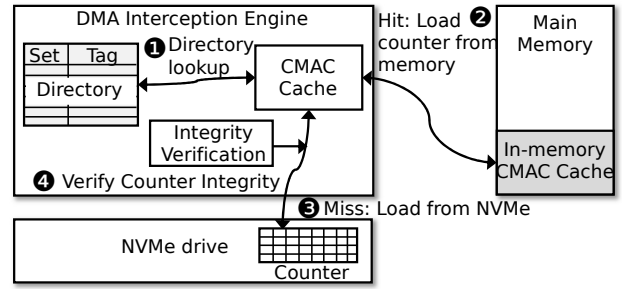 DMA Interception Engine
Set Tag
Directory
❶ Directory
lookup
CMAC
Cache
Integrity
Verification
❹ Verify Counter Integrity
Hit: Load ❷
counter from
memory
Main
Memory
In-memory
CMAC Cache
❸ Miss: Load from NVMe
NVMe drive
Counter